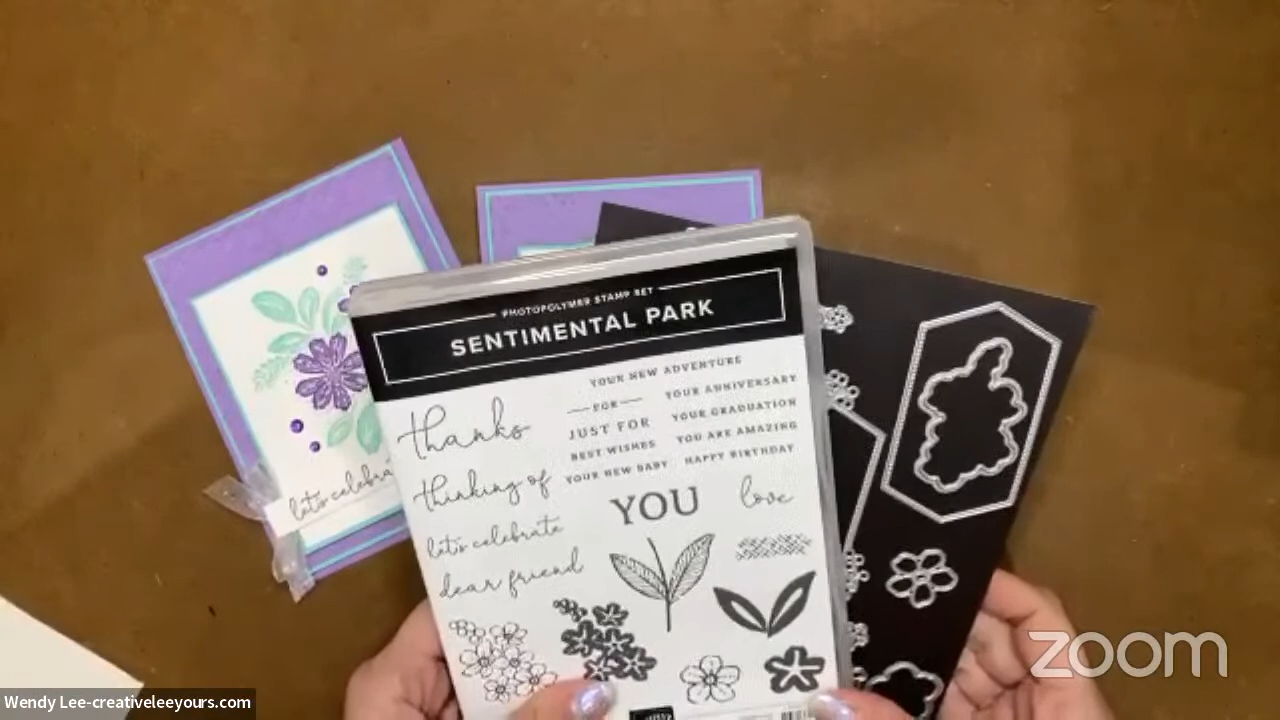 PHOTOPOLYMER STAMP SET
SENTIMENTAL PARK
thanks
thinking of
let's celebrate
dear friend
YOUR NEW ADVENTURE
FOR
JUST FOR
BEST WISHES
YOUR NEW BABY
YOUR ANNIVERSARY
YOUR GRADUATION
YOU ARE AMAZING
HAPPY BIRTHDAY
YOU
love
let's celebra
zoom
Wendy Lee-creativeleeyours.com